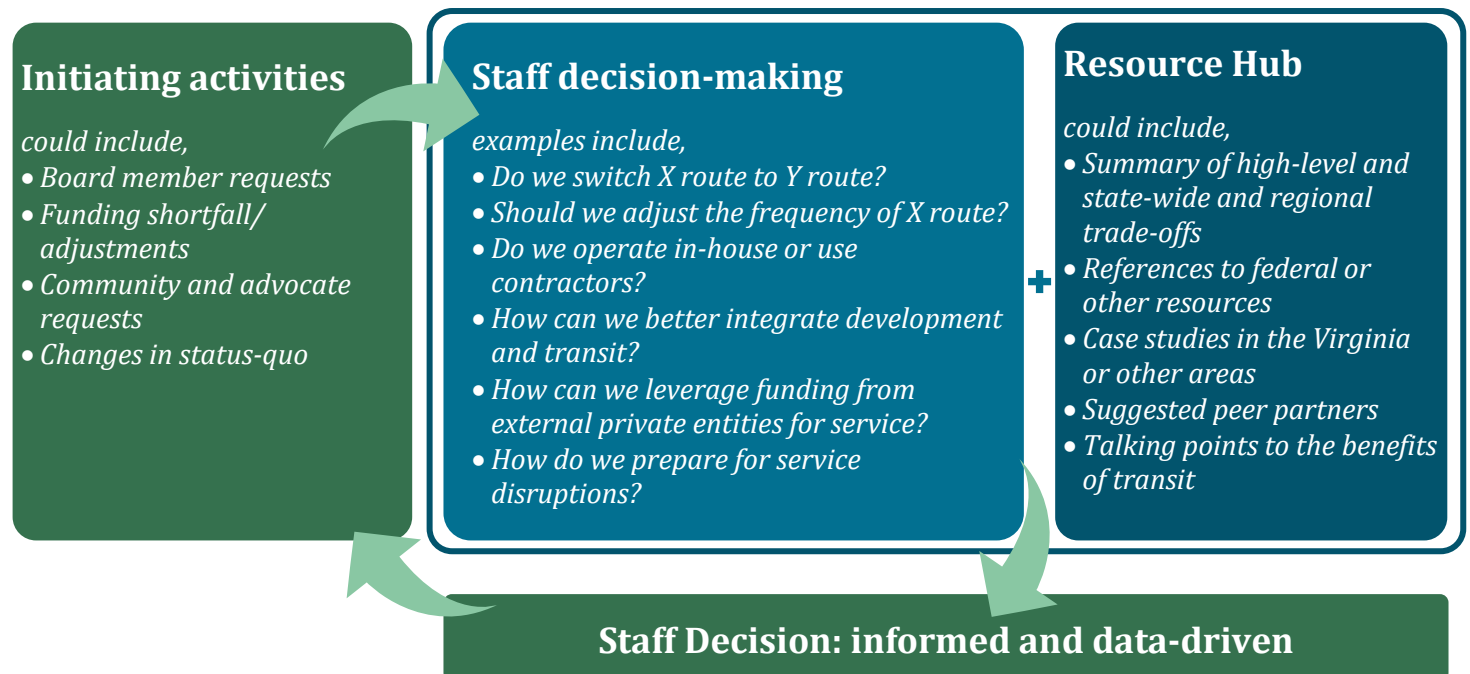 Initiating activities
could include,
• Board member requests
• Funding shortfall/
adjustments
• Community and advocate
requests
• Changes in status-quo
Staff decision-making
examples include,
• Do we switch X route to Y route?
• Should we adjust the frequency of X route?
• Do we operate in-house or use
contractors?
• How can we better integrate development
and transit?
• How can we leverage funding from
external private entities for service?
• How do we prepare for service
disruptions?
+
Resource Hub
could include,
• Summary of high-level and
state-wide and regional
trade-offs
• References to federal or
other resources
• Case studies in the Virginia
or other areas
• Suggested peer partners
• Talking points to the benefits
of transit
Staff Decision: informed and data-driven